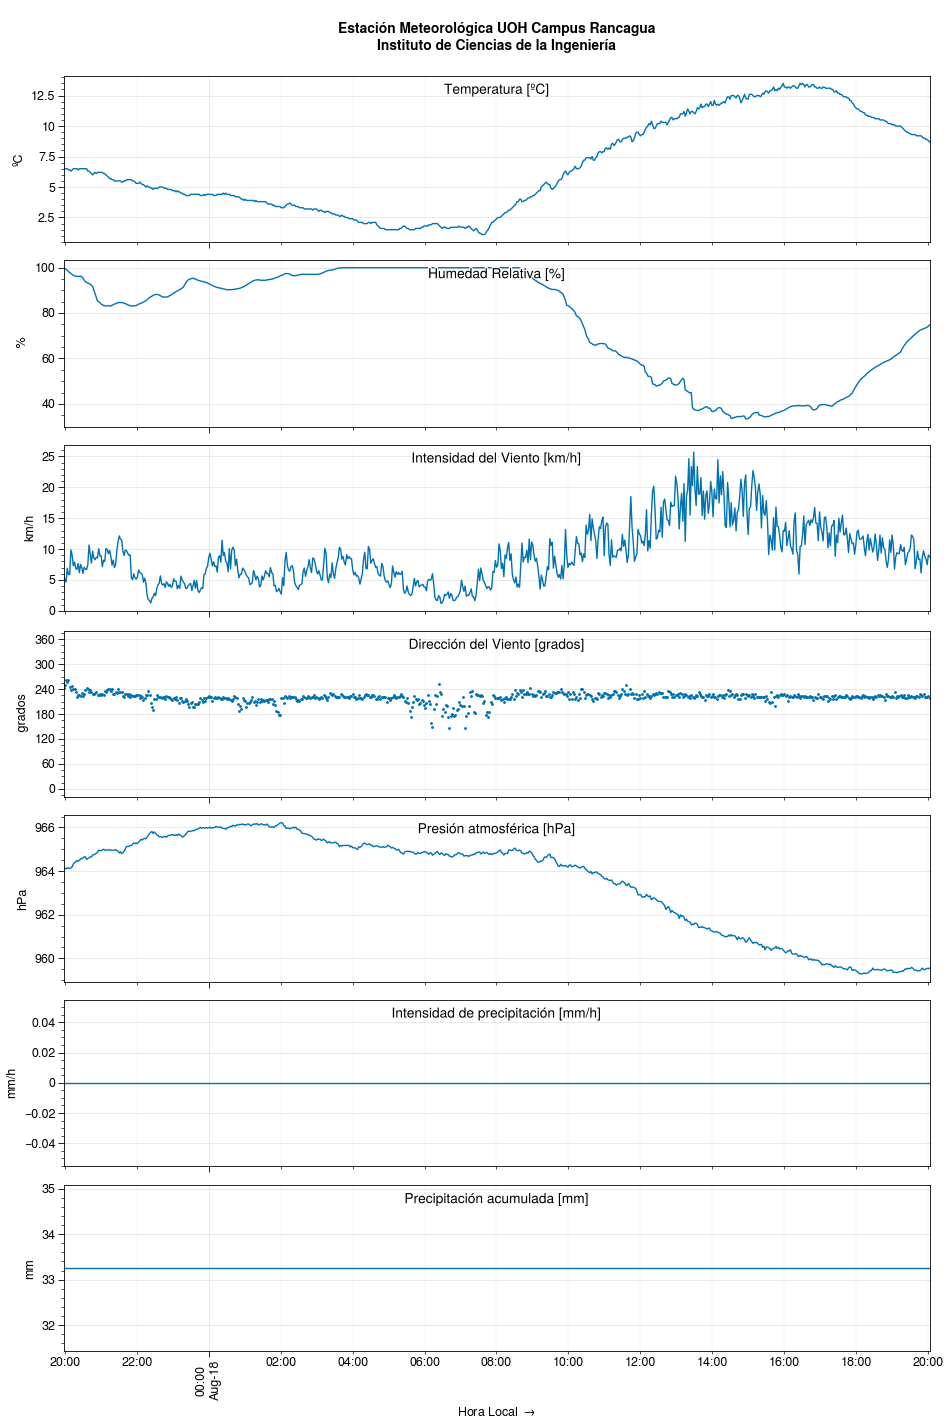 Estación Meteorológica UOH Campus Rancagua
Instituto de Ciencias de la Ingeniería
Temperatura [ºC]
ºC
12.5
10
7.5
5
2.5
Humedad Relativa [%]
%
100
80
60
40
Intensidad del Viento [km/h]
km/h
25
20
15
10
5
0
Dirección del Viento [grados]
grados
360
300
240
180
120
60
0
Presión atmosférica [hPa]
hPa
966
964
962
960
Intensidad de precipitación [mm/h]
mm/h
0.04
0.02
0
−0.02
−0.04
Precipitación acumulada [mm]
mm
35
34
33
32
20:00
22:00
00:00
Aug-18
02:00
04:00
06:00
08:00
10:00
12:00
14:00
16:00
18:00
20:00
Hora Local →